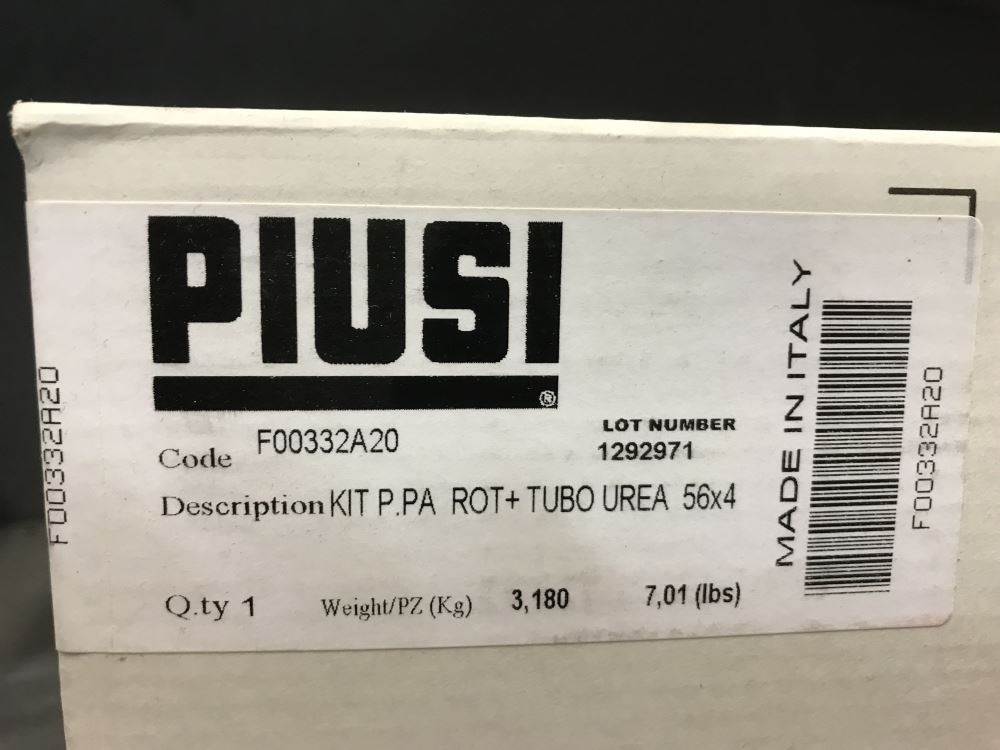 PIUSI
®
Code F00332A20
LOT NUMBER
1292971
Description KIT P.PA ROT+ TUBO UREA 56x4
Q.ty 1 Weight/PZ (Kg) 3,180 7,01 (lbs)
MADE IN ITALY
F00332A20
F00332A20